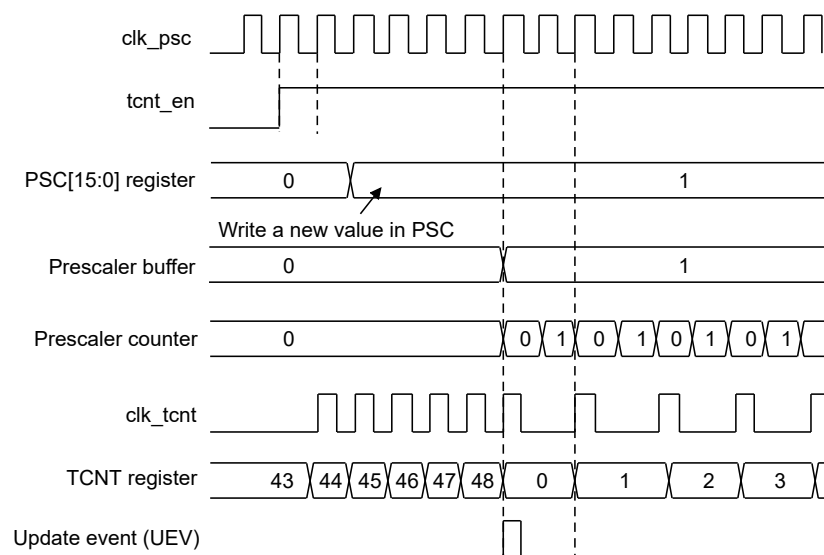 clk_psc
tcnt_en
PSC[15:0] register 0 1
Write a new value in PSC
Prescaler buffer 0 1
Prescaler counter 0 0 1 0 1 0 1 0 1
clk_tcnt
TCNT register 43 44 45 46 47 48 0 1 2 3
Update event (UEV)